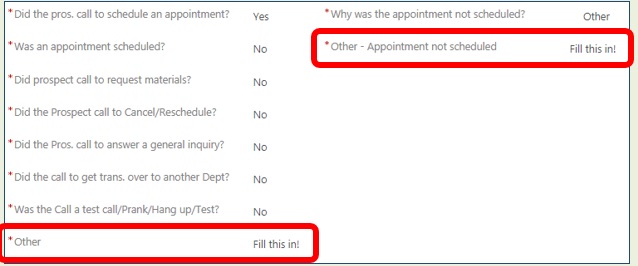 *Did the pros. call to schedule an appointment? Yes *Why was the appointment not scheduled? Other
*Was an appointment scheduled? No *Other - Appointment not scheduled Fill this in!
*Did prospect call to request materials? No
*Did the Prospect call to Cancel/Reschedule? No
*Did the Pros. call to answer a general inquiry? No
*Did the call to get trans. over to another Dept? No
*Was the Call a test call/Prank/Hang up/Test? No
*Other Fill this in!